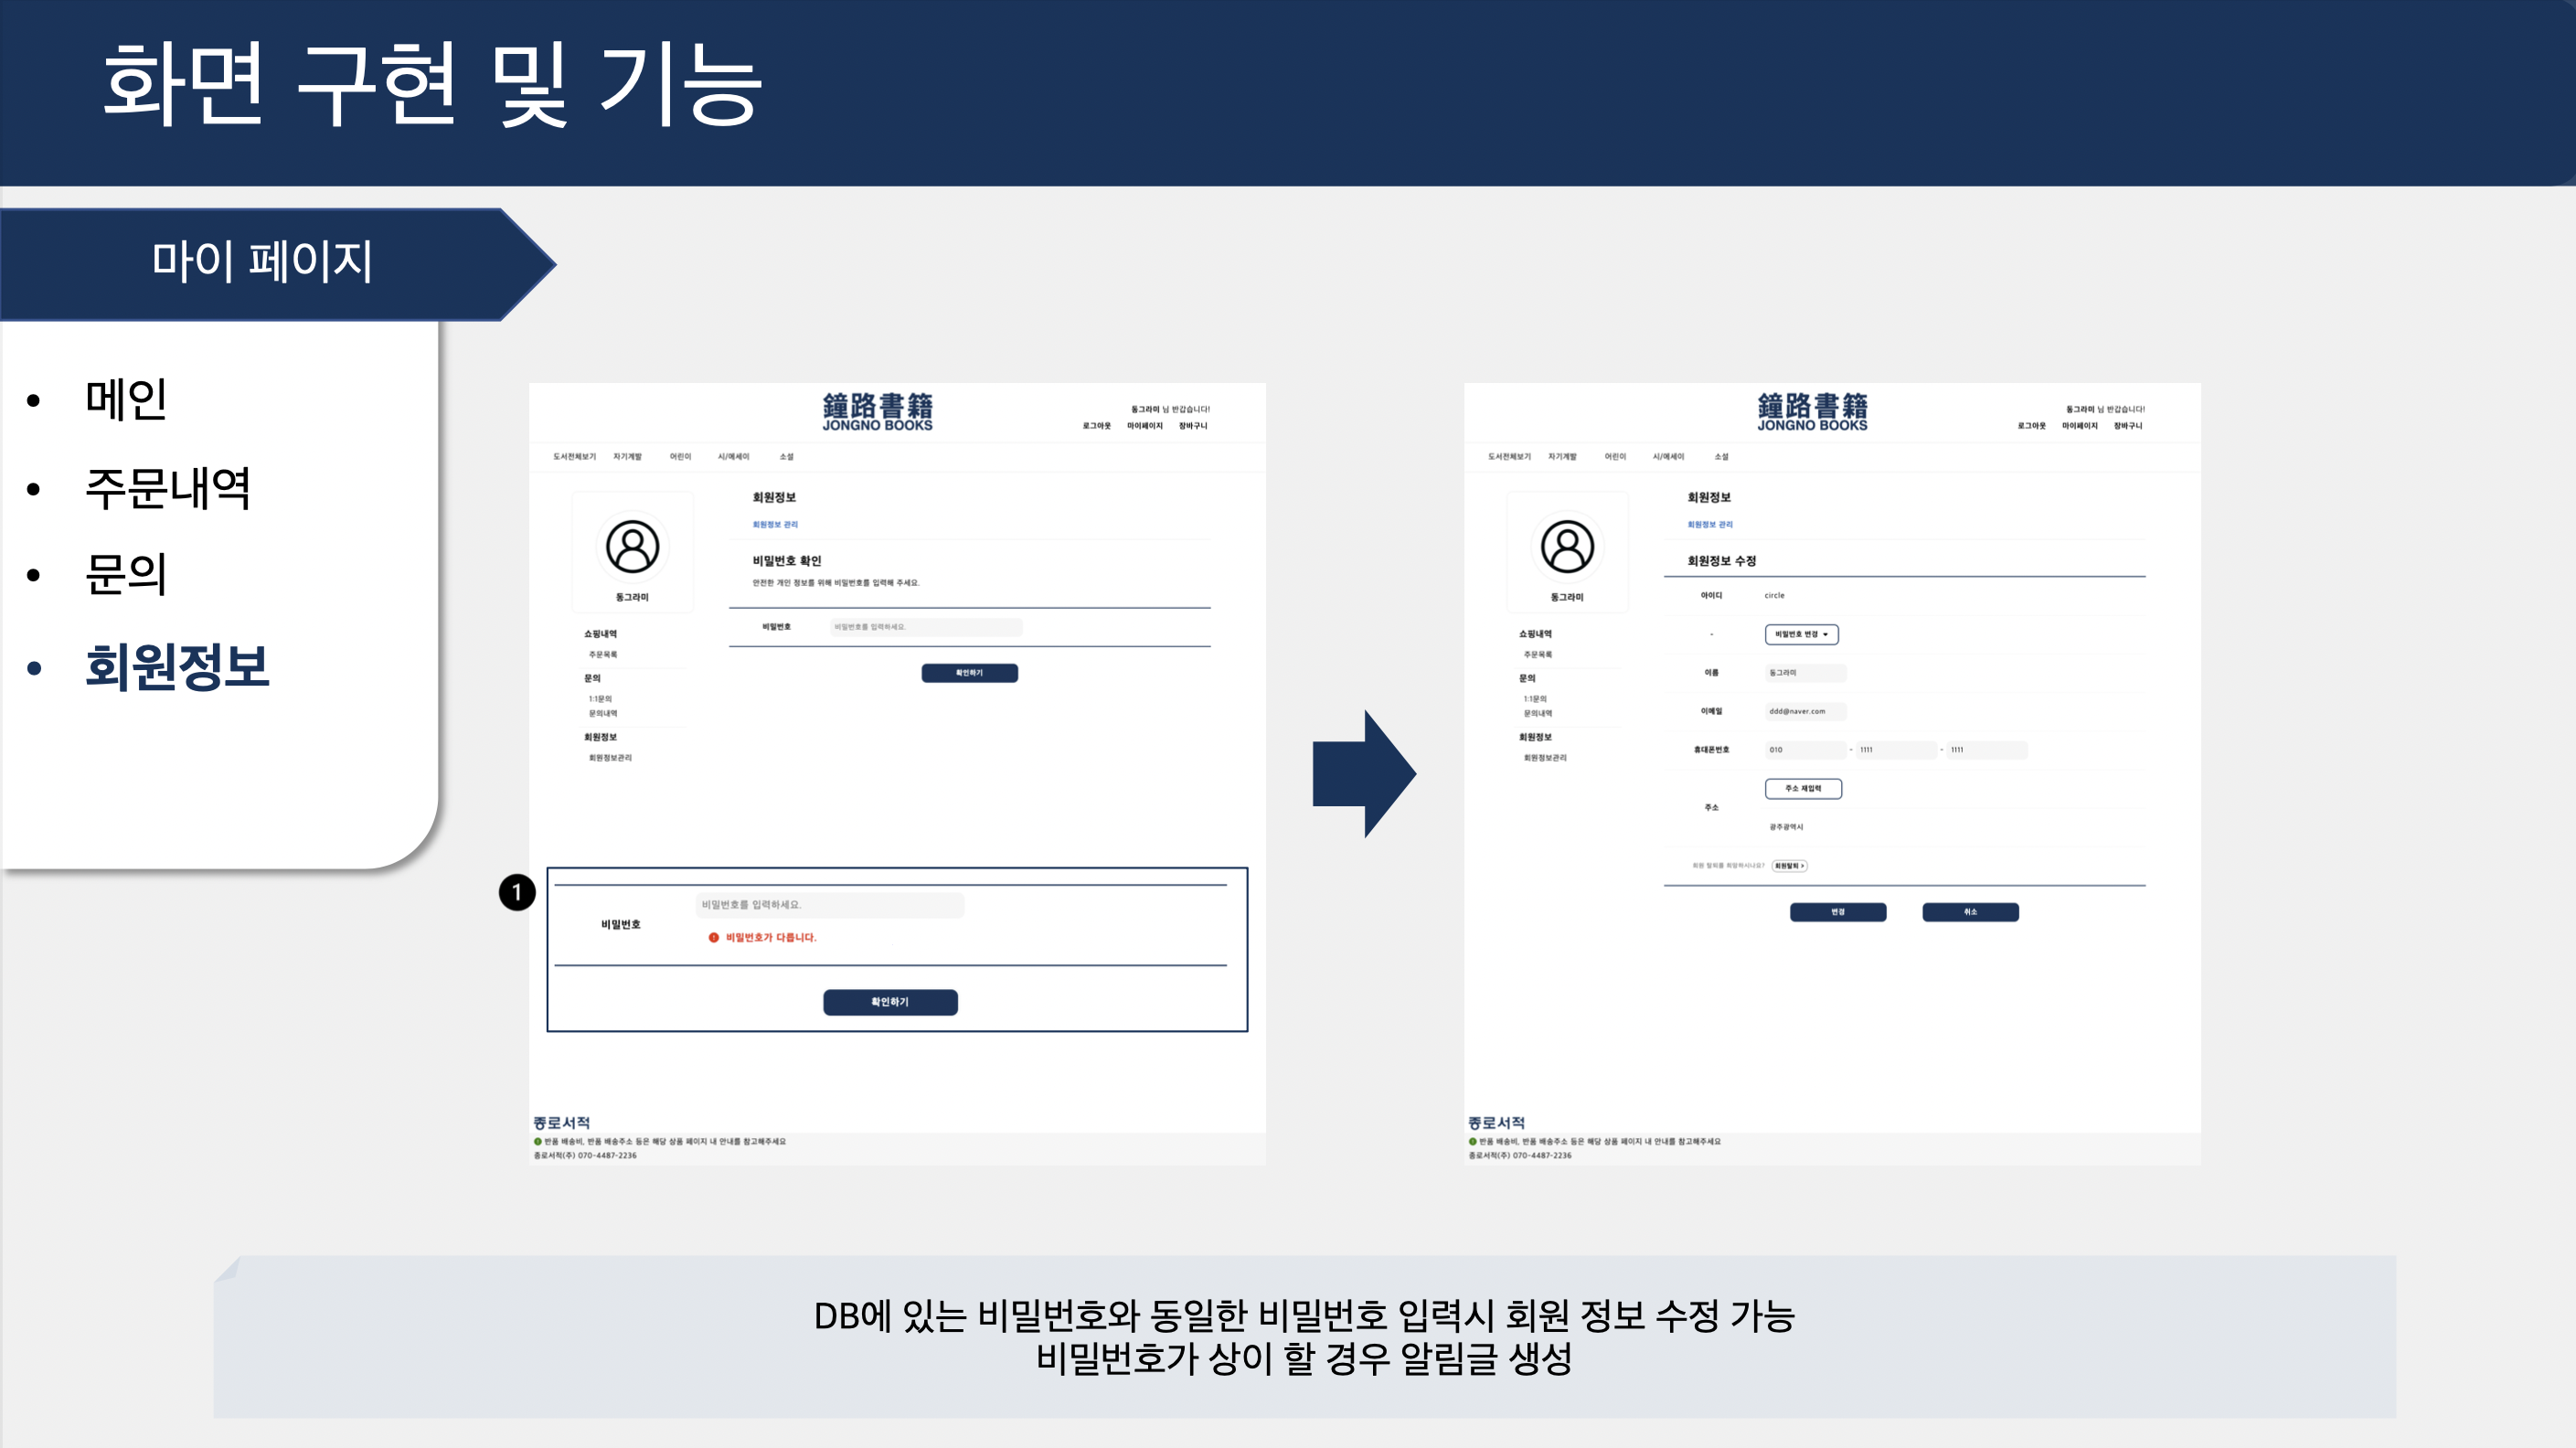 화면 구현 및 기능
마이 페이지
• 메인
• 주문내역
• 문의
• 회원정보
鐘路書籍
JONGNO BOOKS
동그라미 님 반갑습니다!
로그아웃 마이페이지 장바구니
도서전체보기 자기계발 어린이 시/에세이 소설
동그라미
쇼핑내역
주문목록
문의
1:1문의
문의내역
회원정보
회원정보관리
회원정보
회원정보 관리
비밀번호 확인
안전한 개인 정보를 위해 비밀번호를 입력해 주세요.
비밀번호 비밀번호를 입력하세요.
확인하기
1
비밀번호를 입력하세요.
비밀번호
비밀번호가 다릅니다.
확인하기
종로서적
반품 배송비, 반품 배송주소 등은 해당 상품 페이지 내 안내를 참고해주세요
종로서적(주) 070-4487-2236
鐘路書籍
JONGNO BOOKS
동그라미 님 반갑습니다!
로그아웃 마이페이지 장바구니
도서전체보기 자기계발 어린이 시/에세이 소설
동그라미
쇼핑내역
주문목록
문의
1:1문의
문의내역
회원정보
회원정보관리
회원정보
회원정보 관리
회원정보 수정
아이디 circle
- 비밀번호 변경
이름 동그라미
이메일 ddd@naver.com
휴대폰번호 010 - 1111 - 1111
주소 재입력
주소
광주광역시
회원 탈퇴를 희망하시나요? 회원탈퇴 >
변경 취소
종로서적
반품 배송비, 반품 배송주소 등은 해당 상품 페이지 내 안내를 참고해주세요
종로서적(주) 070-4487-2236
DB에 있는 비밀번호와 동일한 비밀번호 입력시 회원 정보 수정 가능
비밀번호가 상이 할 경우 알림글 생성